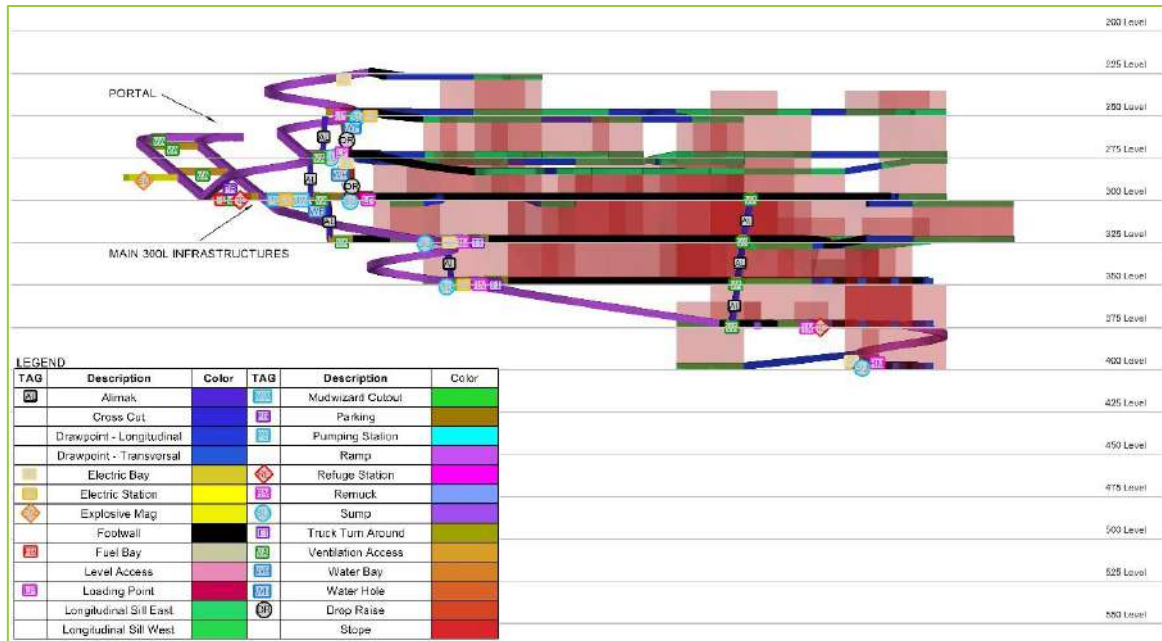 200 Level
225 Level
PORTAL
250 Level
275 Level
300 Level
MAIN 300L INFRASTRUCTURES
325 Level
350 Level
375 Level
400 Level
425 Level
450 Level
475 Level
500 Level
525 Level
550 Level
LEGEND
TAG Description Color TAG Description Color
Alimak Mudwizard Cutout
Cross Cut Parking
Drawpoint - Longitudinal Pumping Station
Drawpoint - Transversal Ramp
Electric Bay Refuge Station
Electric Station Remuck
Explosive Mag Sump
Footwall Truck Turn Around
Fuel Bay Ventilation Access
Level Access Water Bay
Loading Point Water Hole
Longitudinal Sill East DR Drop Raise
Longitudinal Sill West Stope